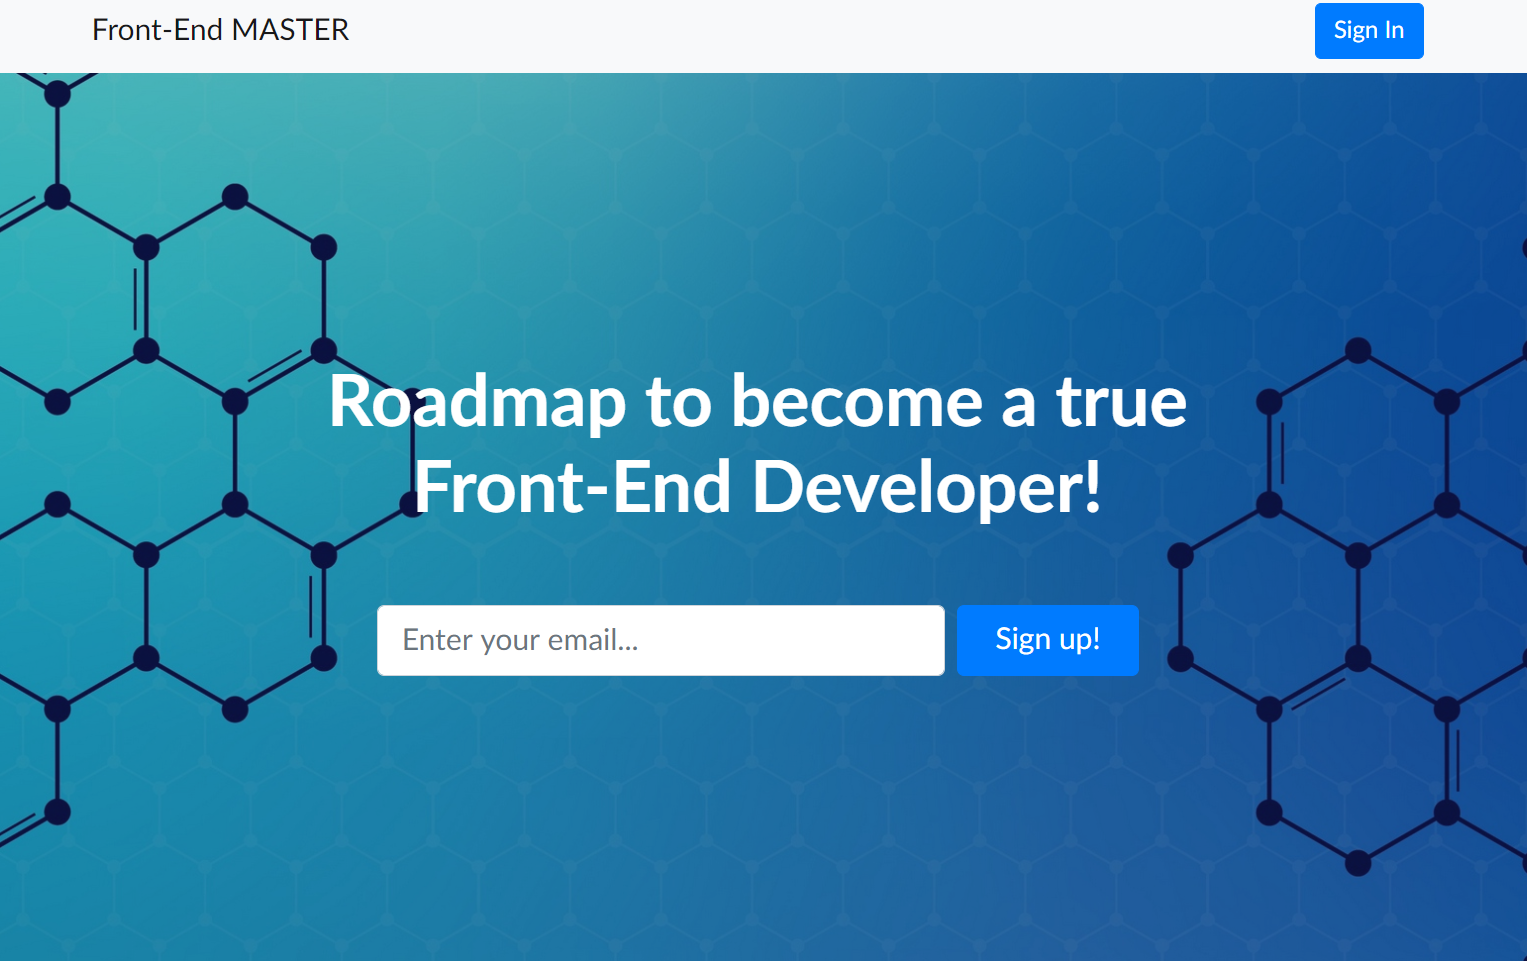 Front-End MASTER
Sign In
Roadmap to become a true
Front-End Developer!
Enter your email...
Sign up!